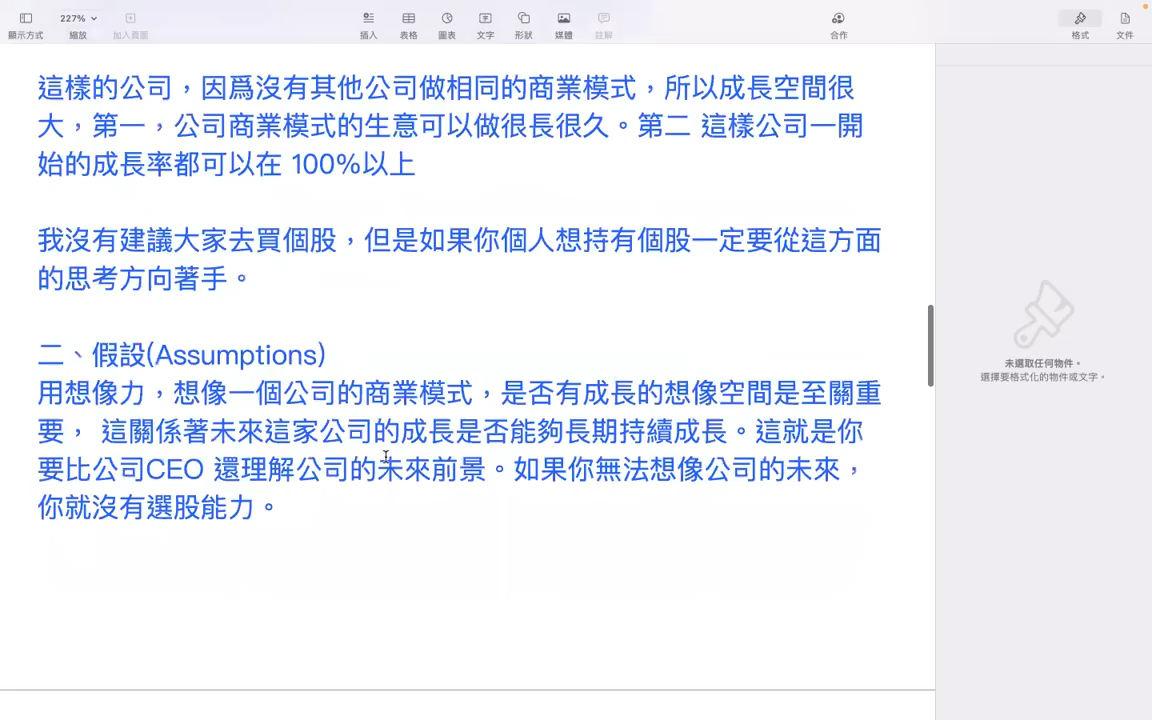 227%
顯示方式
縮放
加入頁面
插入
表格
圖表
文字
形狀
媒體
註解
合作
格式
文件
這樣的公司，因爲沒有其他公司做相同的商業模式，所以成長空間很
大，第一，公司商業模式的生意可以做很長很久。第二 這樣公司一開
始的成長率都可以在 100%以上
我沒有建議大家去買個股，但是如果你個人想持有個股一定要從這方面
的思考方向著手。
二、假設(Assumptions)
用想像力，想像一個公司的商業模式，是否有成長的想像空間是至關重
要， 這關係著未來這家公司的成長是否能夠長期持續成長。這就是你
要比公司CEO 還理解公司的未來前景。如果你無法想像公司的未來，
你就沒有選股能力。
未選取任何物件。
選擇要格式化的物件或文字。